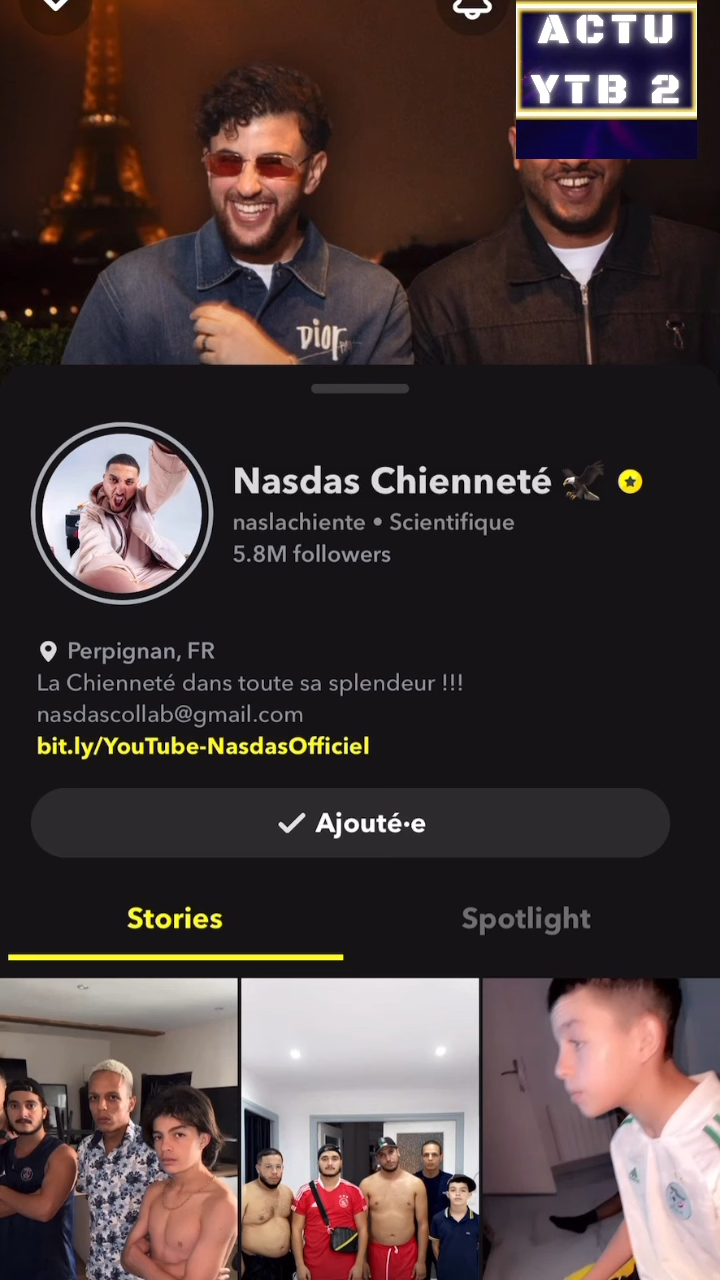 ACTU
YTB 2
Dior
Nasdas Chienneté
naslachiente • Scientifique
5.8M followers
Perpignan, FR
La Chienneté dans toute sa splendeur !!!
nasdascollab@gmail.com
bit.ly/YouTube-NasdasOfficiel
Ajouté·e
Stories
Spotlight